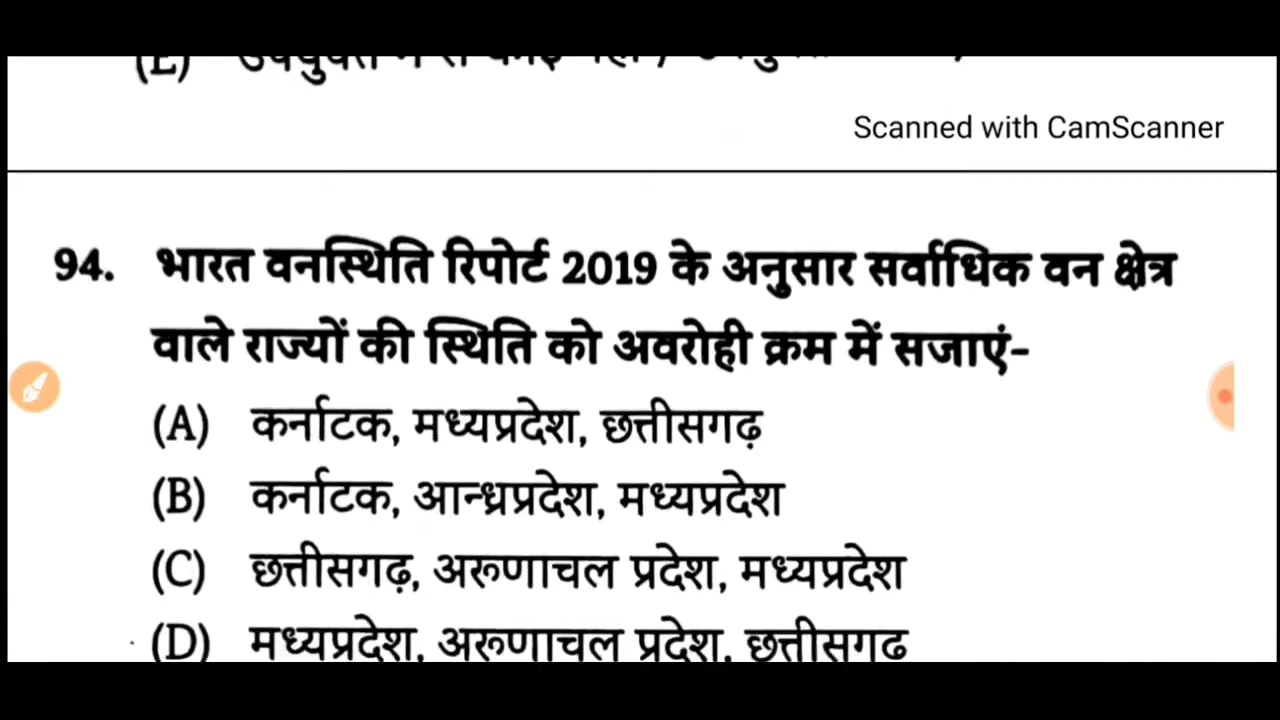 (E)
Scanned with CamScanner
94. भारत वनस्थिति रिपोर्ट 2019 के अनुसार सर्वाधिक वन क्षेत्र
वाले राज्यों की स्थिति को अवरोही क्रम में सजाएं-
(A) कर्नाटक, मध्यप्रदेश, छत्तीसगढ़
(B) कर्नाटक, आन्ध्रप्रदेश, मध्यप्रदेश
(C) छत्तीसगढ़, अरूणाचल प्रदेश, मध्यप्रदेश
(D) मध्यप्रदेश, अरूणाचल प्रदेश, छत्तीसगढ़